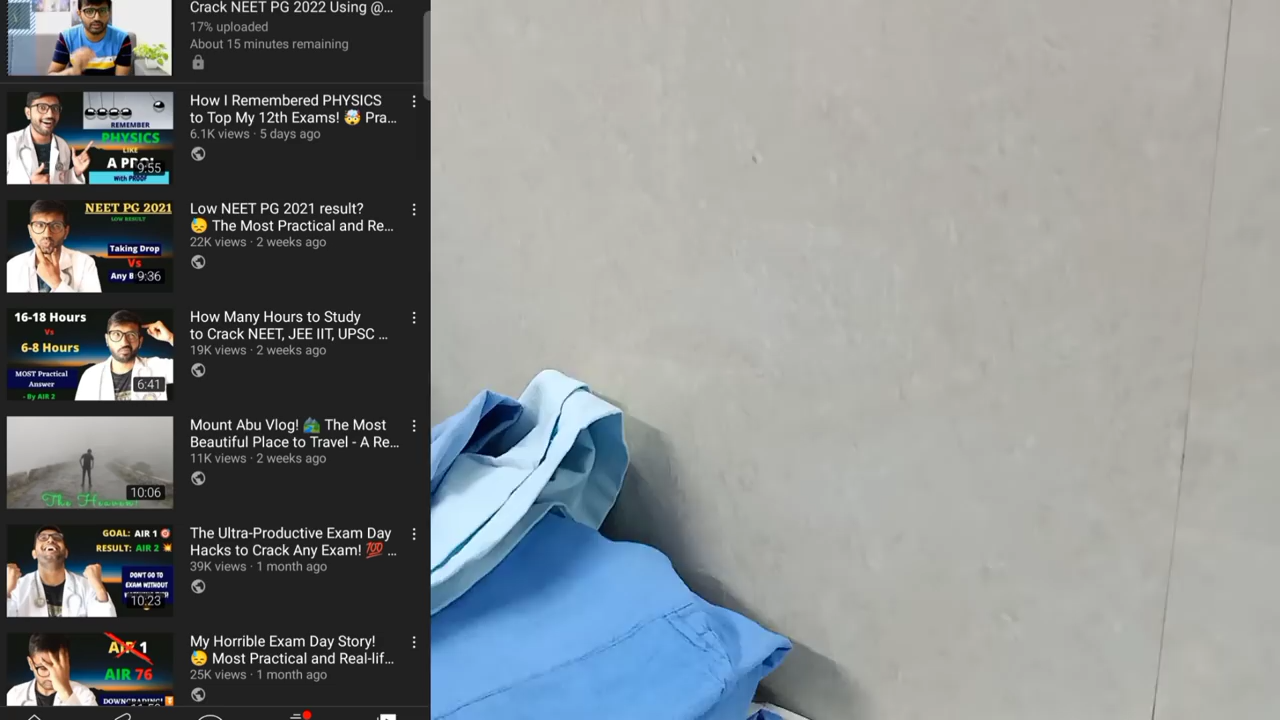 Crack NEET PG 2022 Using @...
17% uploaded
About 15 minutes remaining
REMEMBER
PHYSICS
LIKE
A PRO!
With PROOF
9:55
How I Remembered PHYSICS
to Top My 12th Exams! 🤯 Pra...
6.1K views · 5 days ago
NEET PG 2021
LOW RESULT
Taking Drop
Vs
Any B
9:36
Low NEET PG 2021 result?
😓 The Most Practical and Re...
22K views · 2 weeks ago
16-18 Hours
Vs
6-8 Hours
MOST Practical
Answer
- By AIR 2
6:41
How Many Hours to Study
to Crack NEET, JEE IIT, UPSC ...
19K views · 2 weeks ago
The Heaven!
10:06
Mount Abu Vlog! 🏞️ The Most
Beautiful Place to Travel - A Re...
11K views · 2 weeks ago
GOAL: AIR 1 🎯
RESULT: AIR 2 💥
DON'T GO TO
EXAM WITHOUT
10:23
The Ultra-Productive Exam Day
Hacks to Crack Any Exam! 💯 ...
39K views · 1 month ago
AIR 1
AIR 76
DOWNGRADING!
My Horrible Exam Day Story!
😓 Most Practical and Real-lif...
25K views · 1 month ago